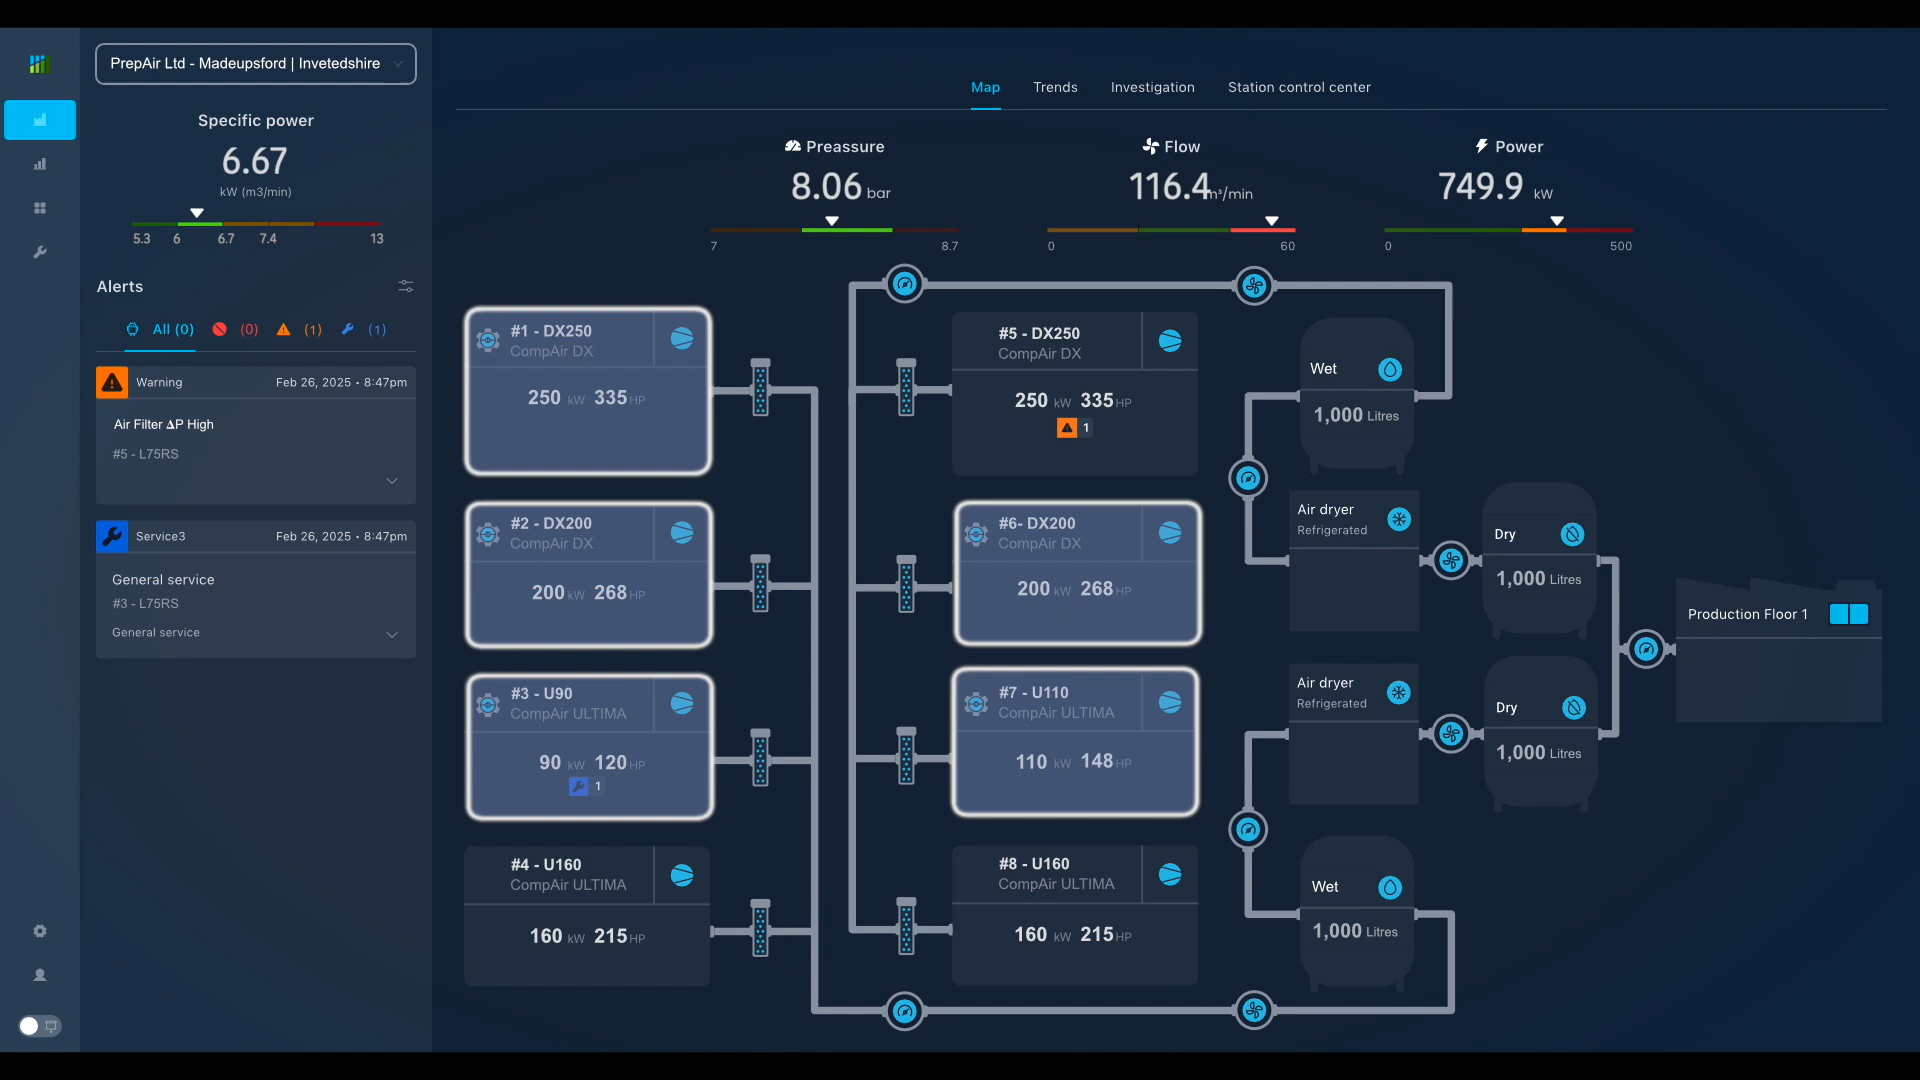 PrepAir Ltd - Madeupsford | Invetedshire
Specific power
6.67
kW (m3/min)
5.3 6 6.7 7.4 13
Alerts
All (0) (0) (1) (1)
Warning Feb 26, 2025 • 8:47pm
Air Filter ΔP High
#5 - L75RS
Service3 Feb 26, 2025 • 8:47pm
General service
#3 - L75RS
General service
Map Trends Investigation Station control center
Preassure
8.06 bar
7 8.7
Flow
116.4 m³/min
0 60
Power
749.9 kW
0 500
#1 - DX250
CompAir DX
250 kW 335 HP
#2 - DX200
CompAir DX
200 kW 268 HP
#3 - U90
CompAir ULTIMA
90 kW 120 HP
1
#4 - U160
CompAir ULTIMA
160 kW 215 HP
#5 - DX250
CompAir DX
250 kW 335 HP
1
#6- DX200
CompAir DX
200 kW 268 HP
#7 - U110
CompAir ULTIMA
110 kW 148 HP
#8 - U160
CompAir ULTIMA
160 kW 215 HP
Wet
1,000 Litres
Air dryer
Refrigerated
Dry
1,000 Litres
Air dryer
Refrigerated
Dry
1,000 Litres
Wet
1,000 Litres
Production Floor 1